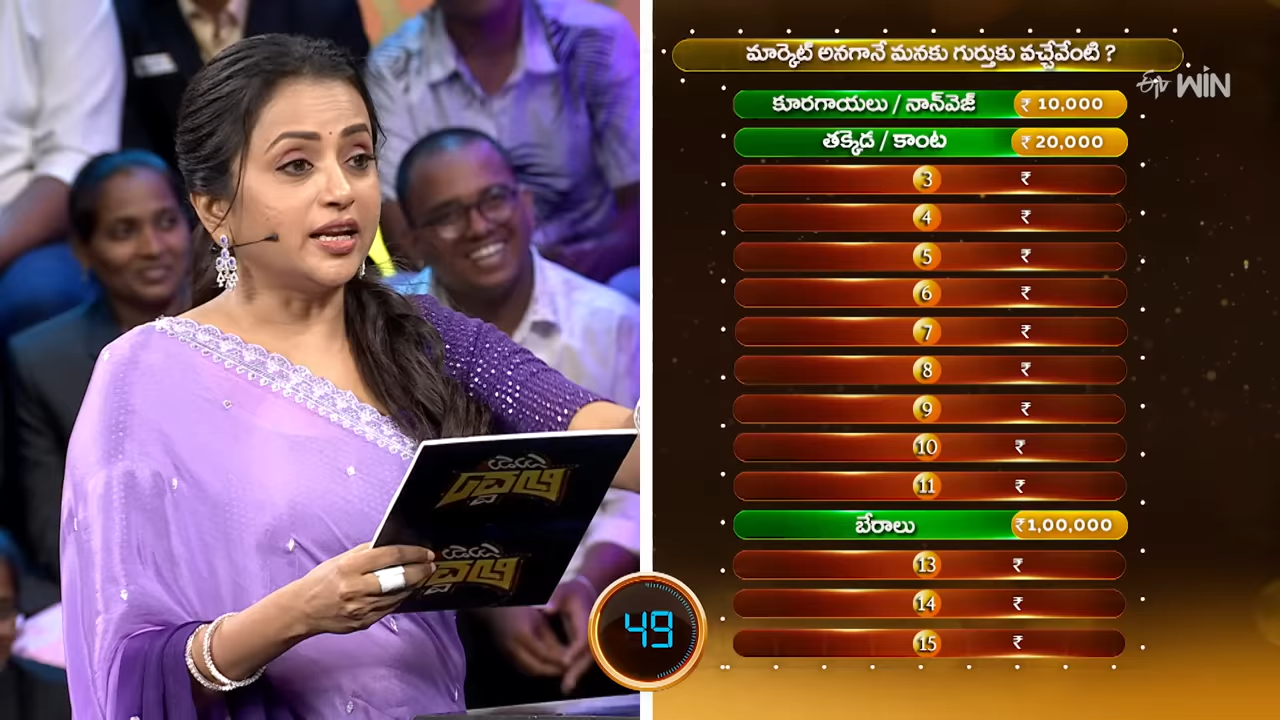 మార్కెట్ అనగానే మనకు గుర్తుకు వచ్చేవేంటి ?
ఈటీవీ WIN
కూరగాయలు / నాన్‌వెజ్ ₹ 10,000
తక్కెడ / కాంట ₹ 20,000
3 ₹
4 ₹
5 ₹
6 ₹
7 ₹
8 ₹
9 ₹
10 ₹
11 ₹
బేరాలు ₹1,00,000
13 ₹
14 ₹
15 ₹
49